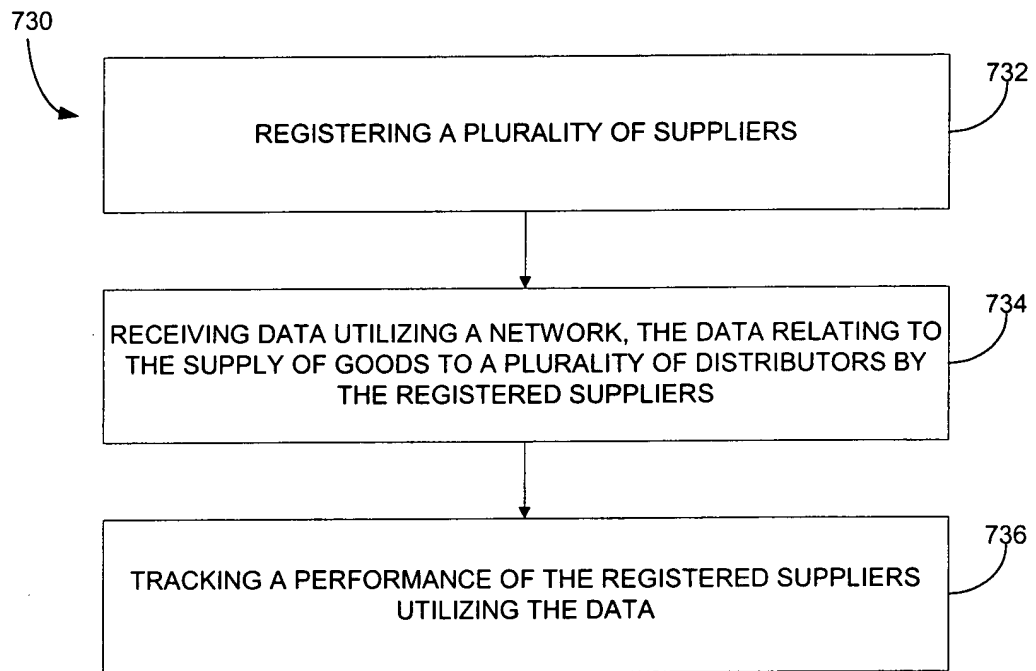 730
732
REGISTERING A PLURALITY OF SUPPLIERS
734
RECEIVING DATA UTILIZING A NETWORK, THE DATA RELATING TO
THE SUPPLY OF GOODS TO A PLURALITY OF DISTRIBUTORS BY
THE REGISTERED SUPPLIERS
736
TRACKING A PERFORMANCE OF THE REGISTERED SUPPLIERS
UTILIZING THE DATA